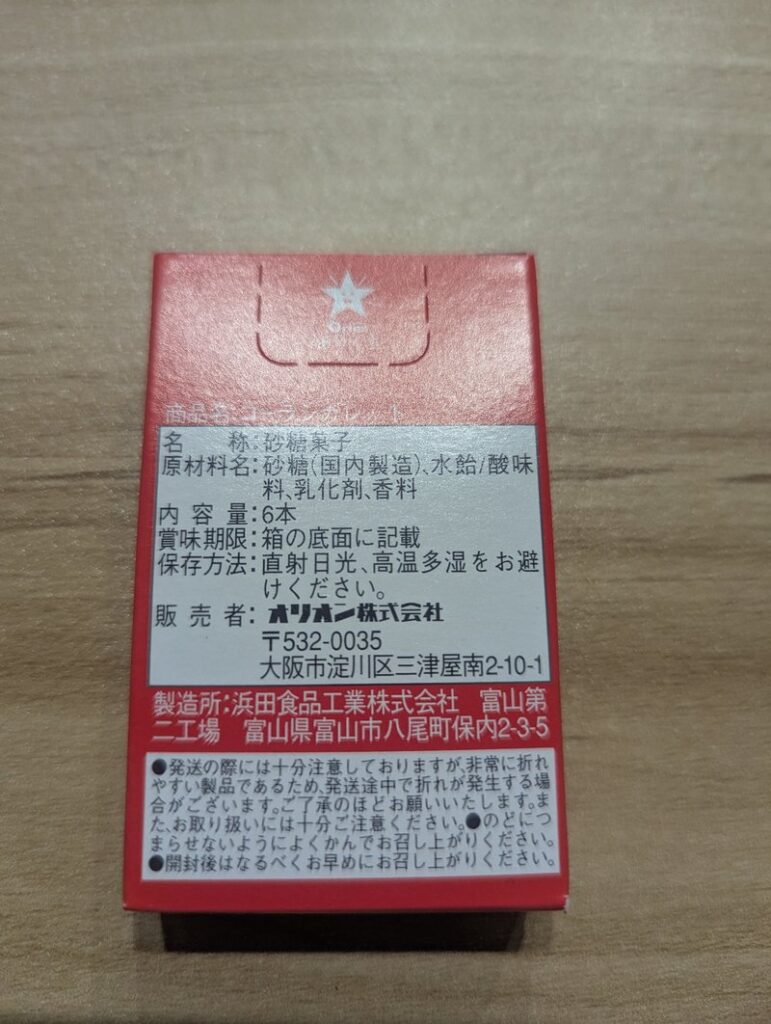 Orion
商品名:コーラシガレット
名 称:砂糖菓子
原材料名:砂糖(国内製造)、水飴/酸味
料、乳化剤、香料
内容量:6本
賞味期限:箱の底面に記載
保存方法:直射日光、高温多湿をお避
けください。
販売者:オリオン株式会社
〒532-0035
大阪市淀川区三津屋南2-10-1
製造所:浜田食品工業株式会社 富山第
二工場 富山県富山市八尾町保内2-3-5
●発送の際には十分注意しておりますが、非常に折れ
やすい製品であるため、発送途中で折れが発生する場
合がございます。ご了承のほどお願いいたします。ま
た、お取り扱いには十分ご注意ください。●のどにつ
まらせないようによくかんでお召し上がりください。
●開封後はなるべくお早めにお召し上がりください。